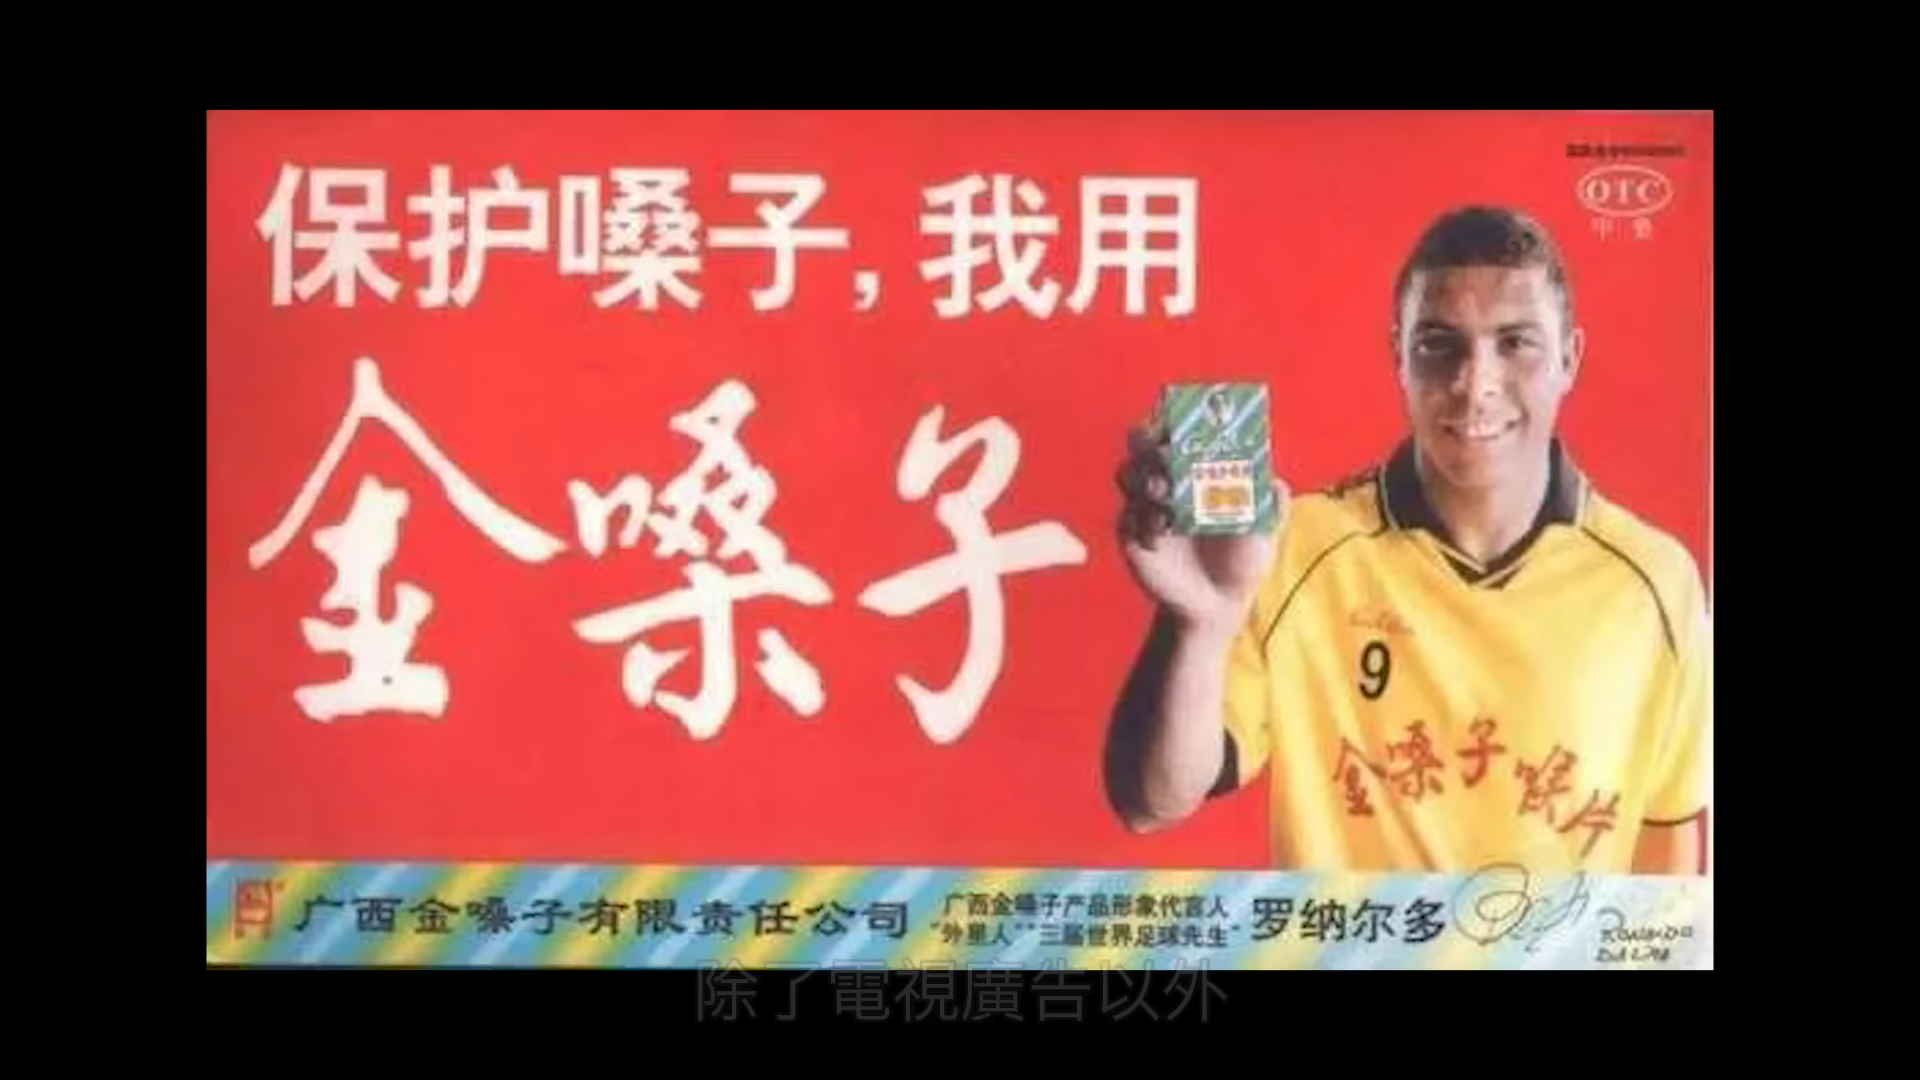 保护嗓子,我用
金嗓子
OTC
9
金嗓子喉片
广西金嗓子有限责任公司
广西金嗓子产品形象代言人
“外星人”“三届世界足球先生”
罗纳尔多
除了電視廣告以外